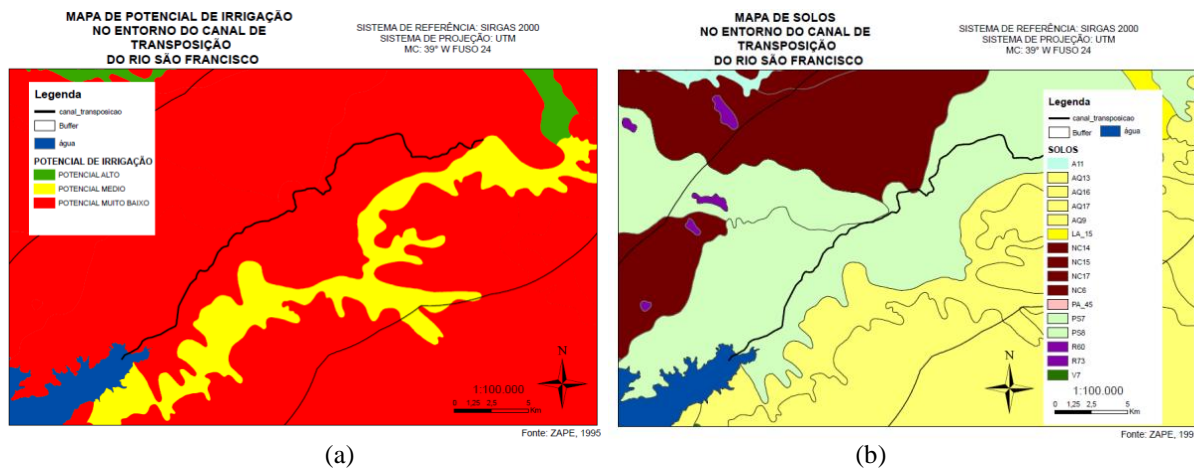 MAPA DE POTENCIAL DE IRRIGAÇÃO
NO ENTORNO DO CANAL DE
TRANSPOSIÇÃO
DO RIO SÃO FRANCISCO
SISTEMA DE REFERÊNCIA: SIRGAS 2000
SISTEMA DE PROJEÇÃO: UTM
MC: 39° W FUSO 24
Legenda
canal_transposicao
Buffer
água
POTENCIAL DE IRRIGAÇÃO
POTENCIAL ALTO
POTENCIAL MEDIO
POTENCIAL MUITO BAIXO
N
1:100.000
0 1,25 2,5 5
Km
Fonte: ZAPE, 1995
(a)
MAPA DE SOLOS
NO ENTORNO DO CANAL DE
TRANSPOSIÇÃO
DO RIO SÃO FRANCISCO
SISTEMA DE REFERÊNCIA: SIRGAS 2000
SISTEMA DE PROJEÇÃO: UTM
MC: 39° W FUSO 24
Legenda
canal_transposicao
Buffer água
SOLOS
A11
AQ13
AQ16
AQ17
AQ9
LA_15
NC14
NC15
NC17
NC6
PA_45
PS7
PS8
R60
R73
V7
N
1:100.000
0 1,25 2,5 5
Km
Fonte: ZAPE, 199
(b)